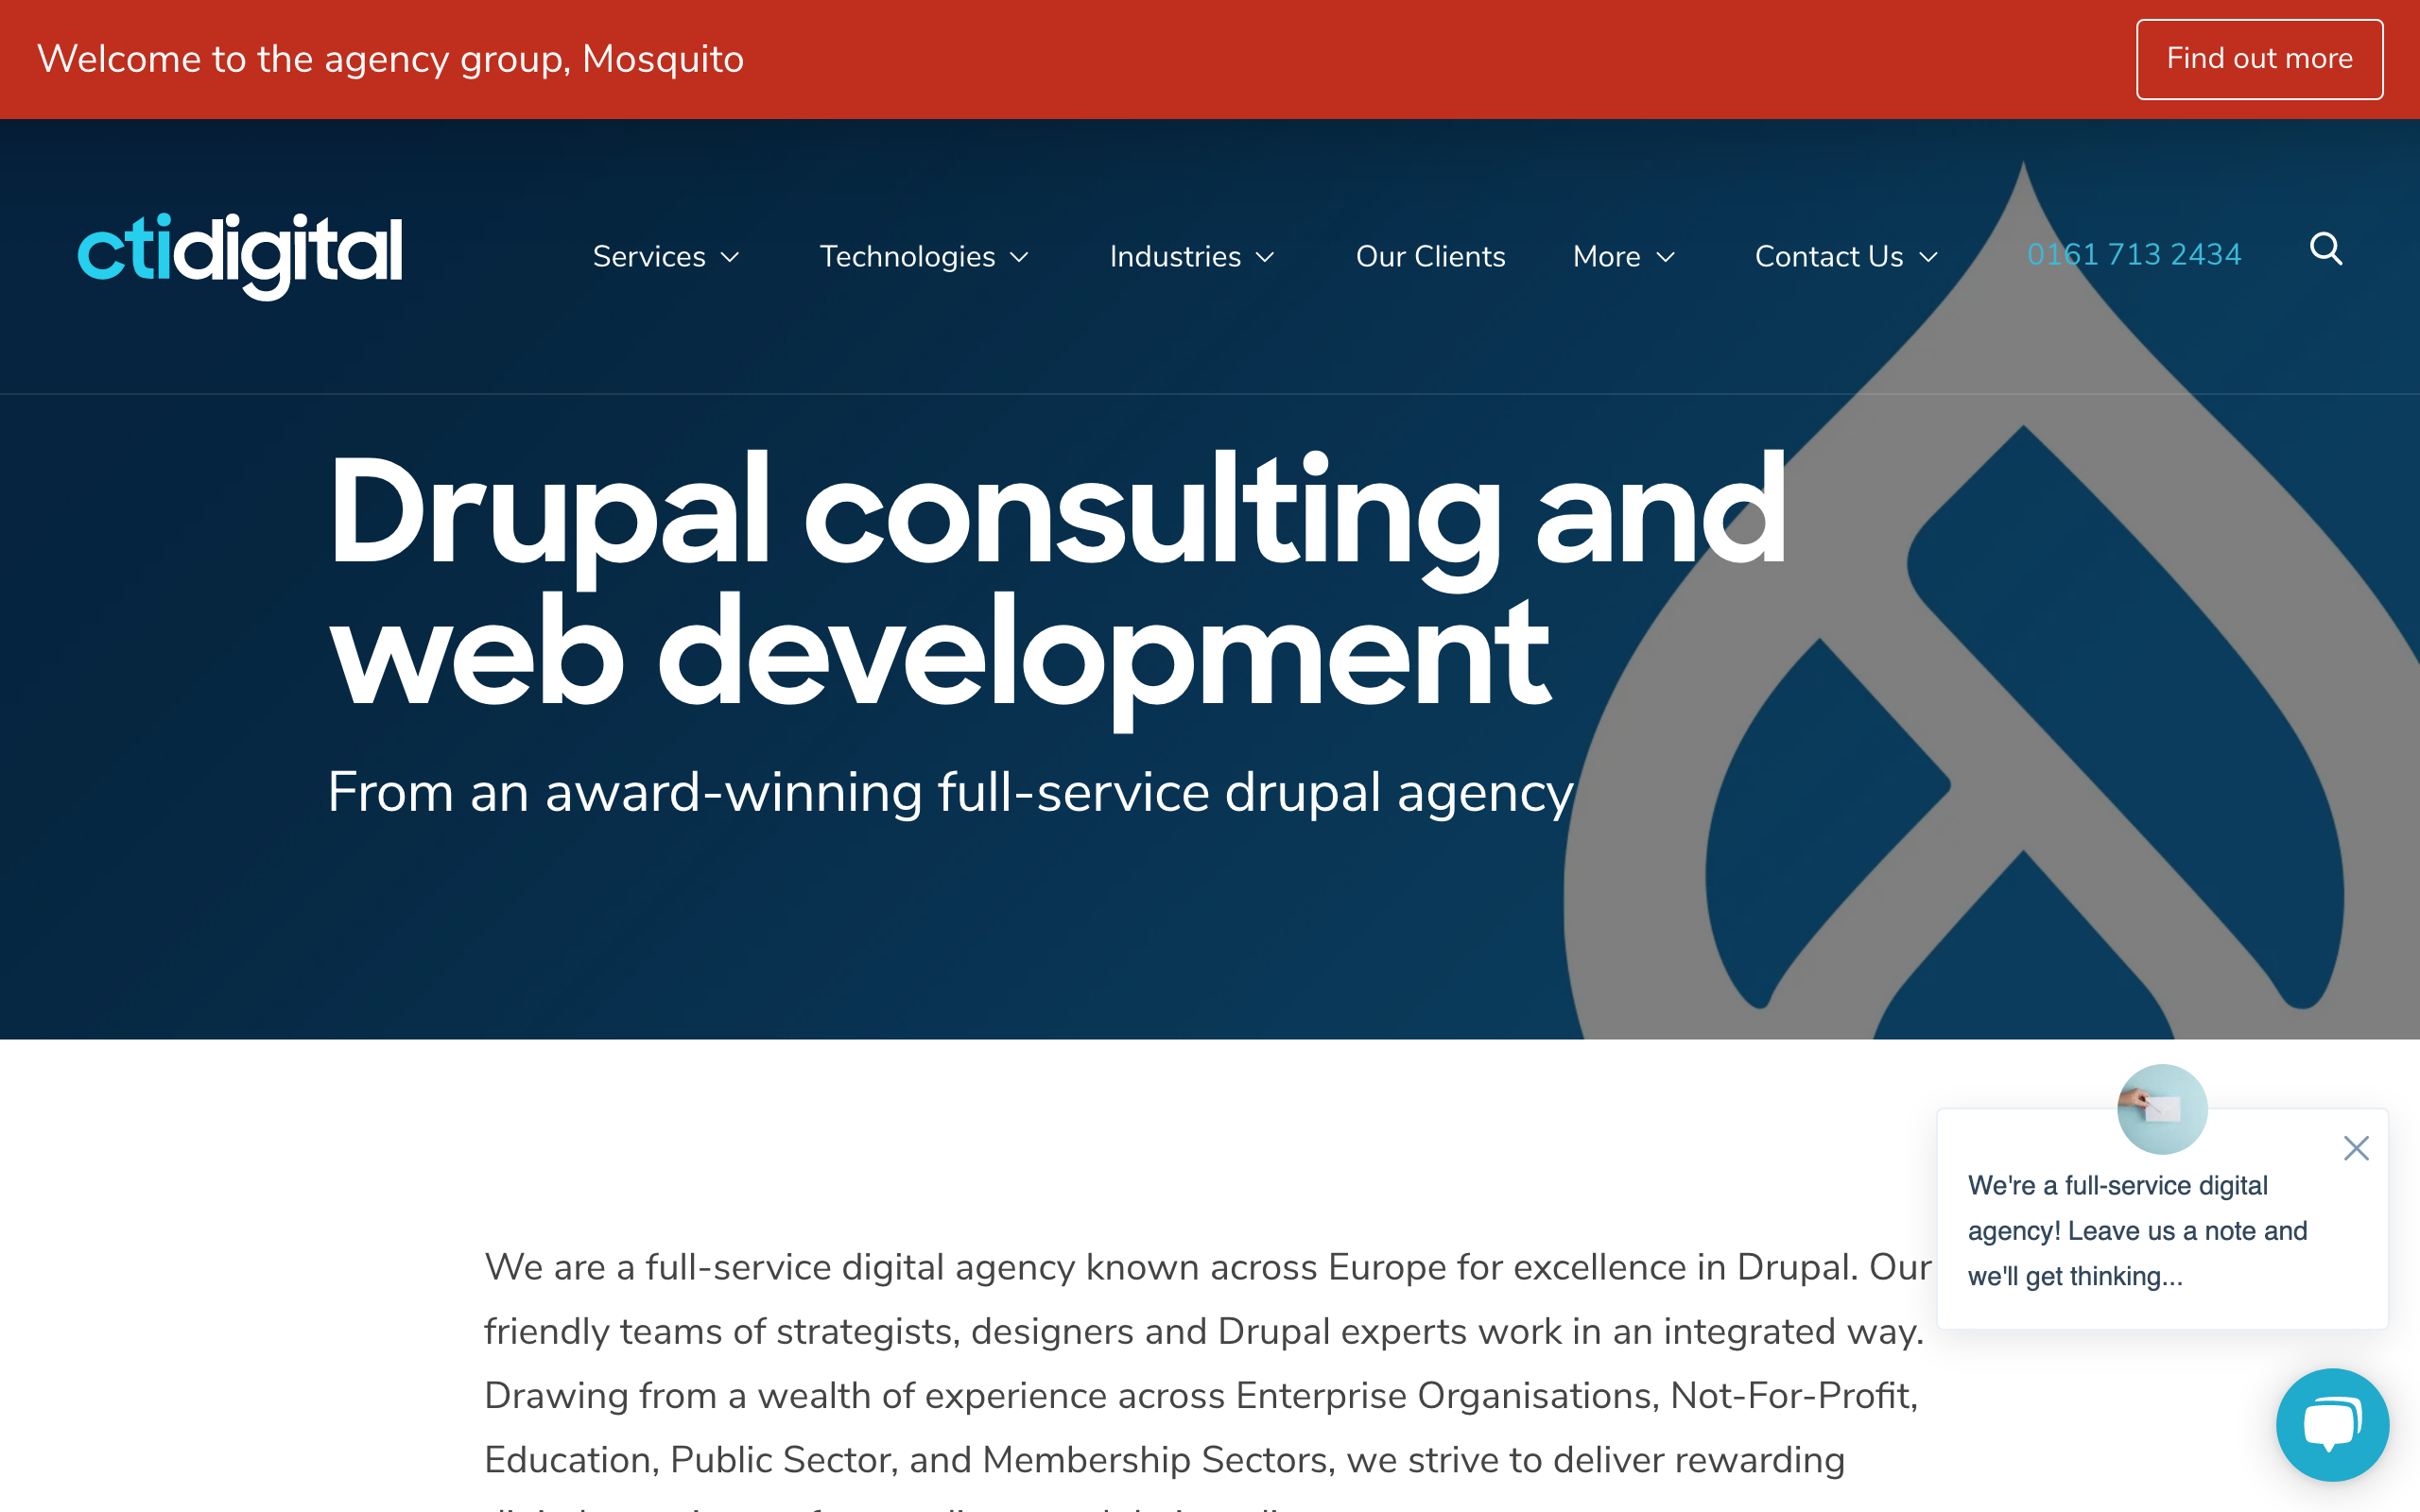 Welcome to the agency group, Mosquito
Find out more
ctidigital
Services
Technologies
Industries
Our Clients
More
Contact Us
0161 713 2434
Drupal consulting and
web development
From an award-winning full-service drupal agency
We're a full-service digital
agency! Leave us a note and
we'll get thinking...
We are a full-service digital agency known across Europe for excellence in Drupal. Our
friendly teams of strategists, designers and Drupal experts work in an integrated way.
Drawing from a wealth of experience across Enterprise Organisations, Not-For-Profit,
Education, Public Sector, and Membership Sectors, we strive to deliver rewarding